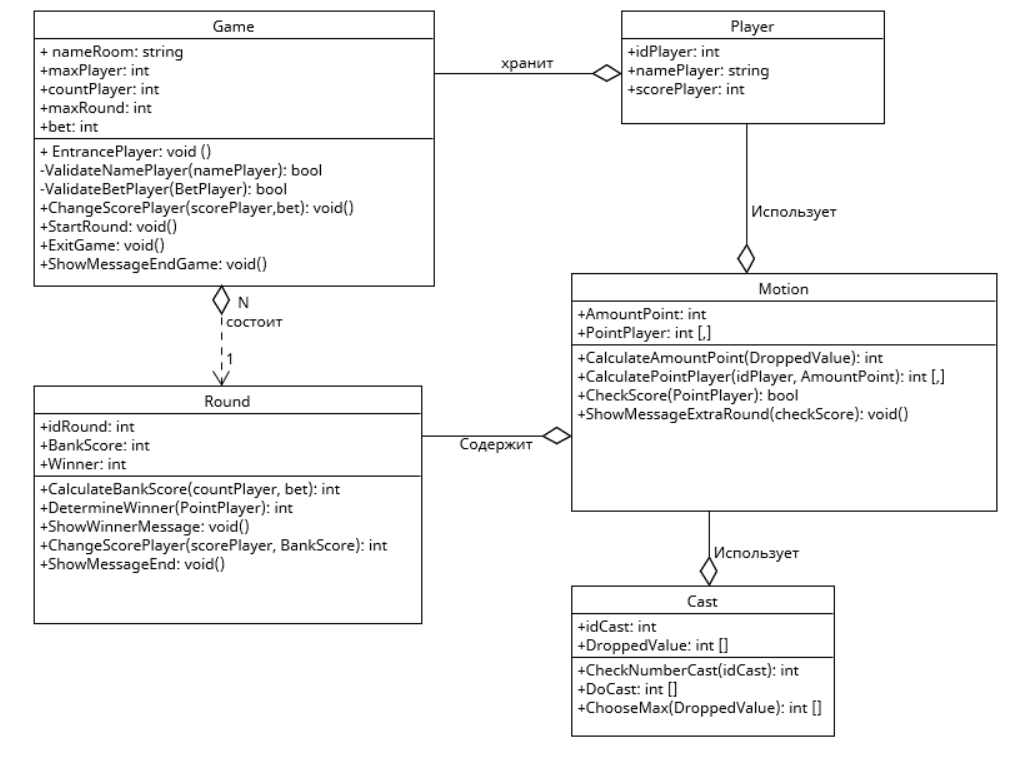 Game
+ nameRoom: string
+maxPlayer: int
+countPlayer: int
+maxRound: int
+bet: int
+ EntrancePlayer: void ()
-ValidateNamePlayer(namePlayer): bool
-ValidateBetPlayer(BetPlayer): bool
+ChangeScorePlayer(scorePlayer,bet): void()
+StartRound: void()
+ExitGame: void()
+ShowMessageEndGame: void()
хранит
Player
+idPlayer: int
+namePlayer: string
+scorePlayer: int
Использует
N
состоит
1
Motion
+AmountPoint: int
+PointPlayer: int [,]
+CalculateAmountPoint(DroppedValue): int
+CalculatePointPlayer(idPlayer, AmountPoint): int [,]
+CheckScore(PointPlayer): bool
+ShowMessageExtraRound(checkScore): void()
Round
+idRound: int
+BankScore: int
+Winner: int
+CalculateBankScore(countPlayer, bet): int
+DetermineWinner(PointPlayer): int
+ShowWinnerMessage: void()
+ChangeScorePlayer(scorePlayer, BankScore): int
+ShowMessageEnd: void()
Содержит
Использует
Cast
+idCast: int
+DroppedValue: int []
+CheckNumberCast(idCast): int
+DoCast: int []
+ChooseMax(DroppedValue): int []